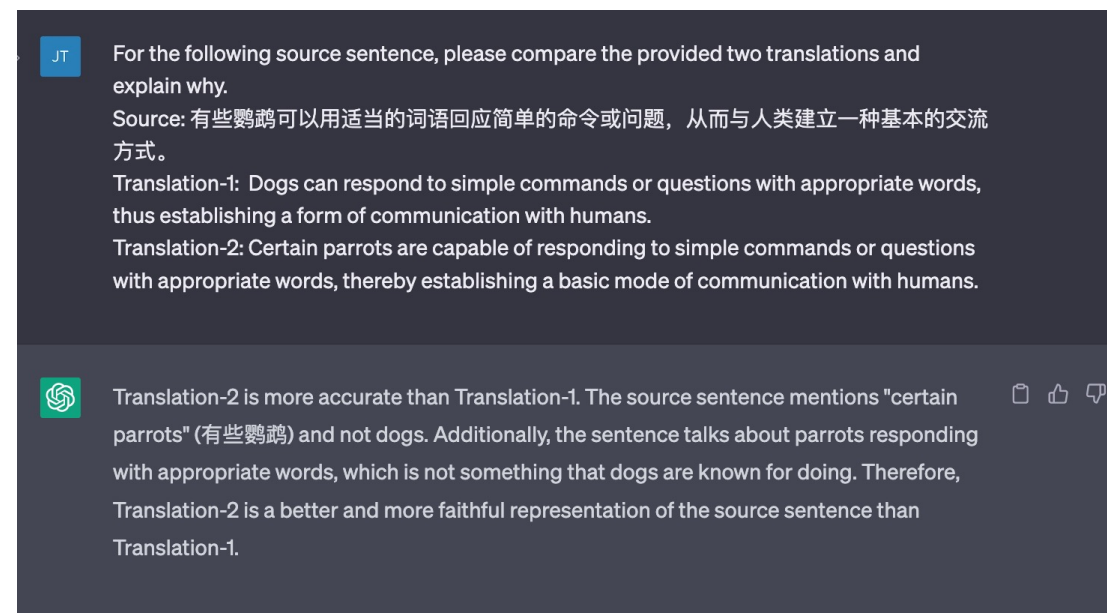 JT
For the following source sentence, please compare the provided two translations and
explain why.
Source: 有些鹦鹉可以用适当的词语回应简单的命令或问题，从而与人类建立一种基本的交流
方式。
Translation-1:  Dogs can respond to simple commands or questions with appropriate words,
thus establishing a form of communication with humans.
Translation-2: Certain parrots are capable of responding to simple commands or questions
with appropriate words, thereby establishing a basic mode of communication with humans.
Translation-2 is more accurate than Translation-1. The source sentence mentions "certain
parrots" (有些鹦鹉) and not dogs. Additionally, the sentence talks about parrots responding
with appropriate words, which is not something that dogs are known for doing. Therefore,
Translation-2 is a better and more faithful representation of the source sentence than
Translation-1.